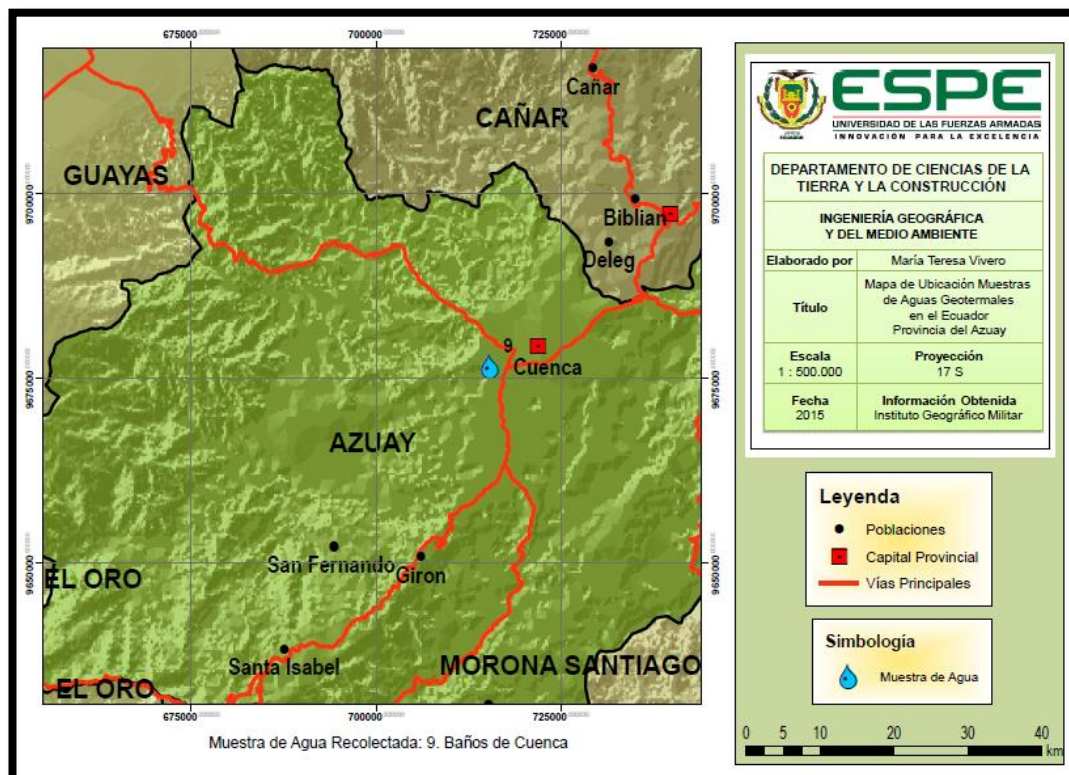 675000
700000
725000
Cañar
CAÑAR
GUAYAS
9700000
9700000
Biblian
Deleg
9
Cuenca
9675000
9675000
AZUAY
San Fernando
Giron
9650000
9650000
EL ORO
Santa Isabel
MORONA SANTIAGO
EL ORO
675000
700000
725000
Muestra de Agua Recolectada: 9. Baños de Cuenca
ESPE
UNIVERSIDAD DE LAS FUERZAS ARMADAS
INNOVACIÓN PARA LA EXCELENCIA
DEPARTAMENTO DE CIENCIAS DE LA
TIERRA Y LA CONSTRUCCIÓN
INGENIERÍA GEOGRÁFICA
Y DEL MEDIO AMBIENTE
Elaborado por
María Teresa Vivero
Título
Mapa de Ubicación Muestras
de Aguas Geotermales
en el Ecuador
Provincia del Azuay
Escala
1 : 500.000
Proyección
17 S
Fecha
2015
Información Obtenida
Instituto Geográfico Militar
Leyenda
Poblaciones
Capital Provincial
Vías Principales
Simbología
Muestra de Agua
0 5 10 20 30 40
km